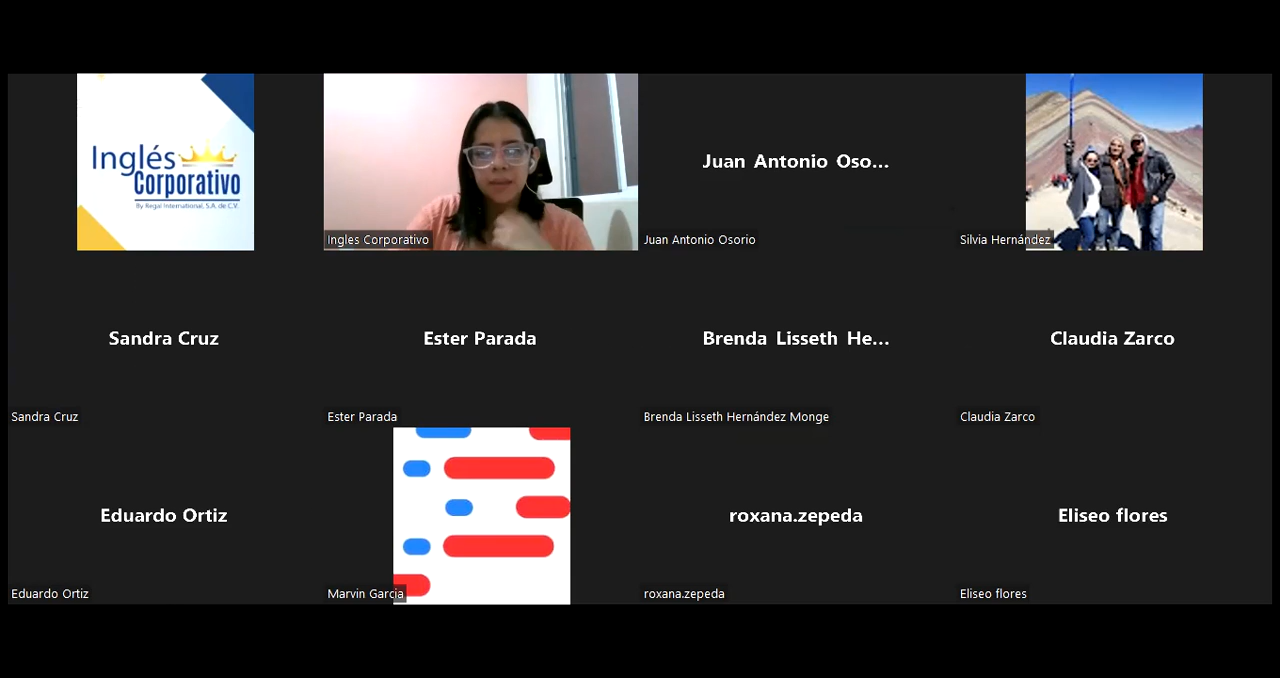 Inglés
Corporativo
By Regal International, S.A. de C.V.
Ingles Corporativo
Juan Antonio Oso...
Juan Antonio Osorio
Silvia Hernández
Sandra Cruz
Sandra Cruz
Ester Parada
Ester Parada
Brenda Lisseth He...
Brenda Lisseth Hernández Monge
Claudia Zarco
Claudia Zarco
Eduardo Ortiz
Eduardo Ortiz
Marvin Garcia
roxana.zepeda
roxana.zepeda
Eliseo flores
Eliseo flores